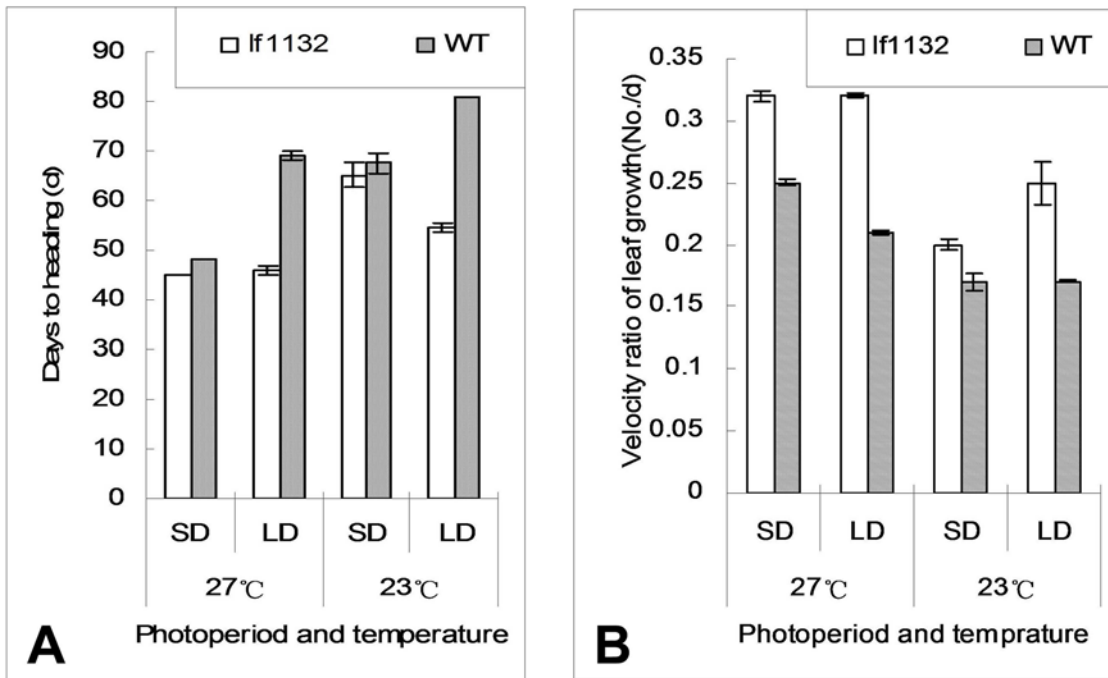 lf1132 WT
Days to heading (d)
90
80
70
60
50
40
30
20
10
0
SD LD SD LD
27℃ 23℃
A
Photoperiod and temperature
lf1132 WT
Velocity ratio of leaf growth(No./d)
0.35
0.3
0.25
0.2
0.15
0.1
0.05
0
SD LD SD LD
27℃ 23℃
B
Photoperiod and temprature